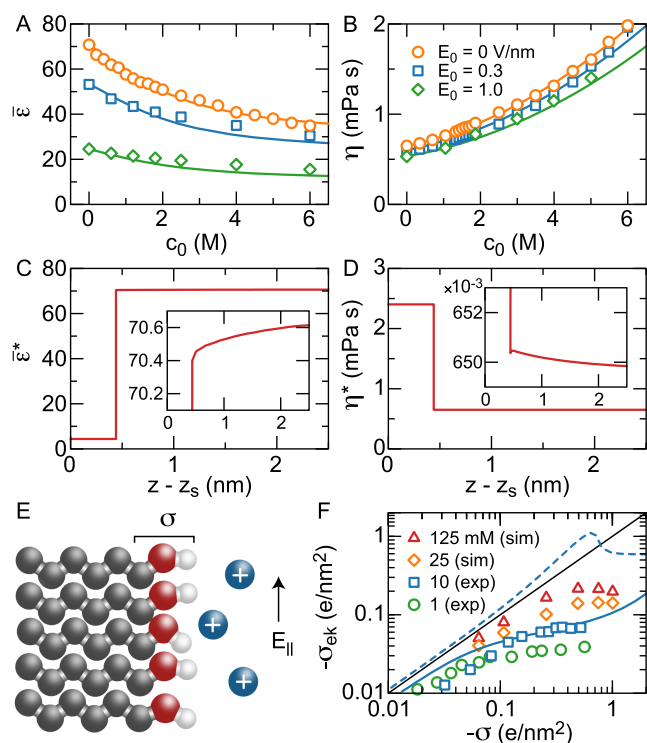 A
80
60
40
20
0
ε̄
0 2 4 6
c₀ (M)
B
2
1
0
η (mPa s)
E₀ = 0 V/nm
E₀ = 0.3
E₀ = 1.0
0 2 4 6
c₀ (M)
C
80
60
40
20
0
ε̄*
70.6
70.4
70.2
0 1 2
0 1 2
z - zₛ (nm)
D
3
2
1
0
η* (mPa s)
×10⁻³
652
650
0 1 2
0 1 2
z - zₛ (nm)
E
σ
+
+
+
E||
F
1
0.1
0.01
-σₑₖ (e/nm²)
125 mM (sim)
25 (sim)
10 (exp)
1 (exp)
0.01 0.1 1
-σ (e/nm²)